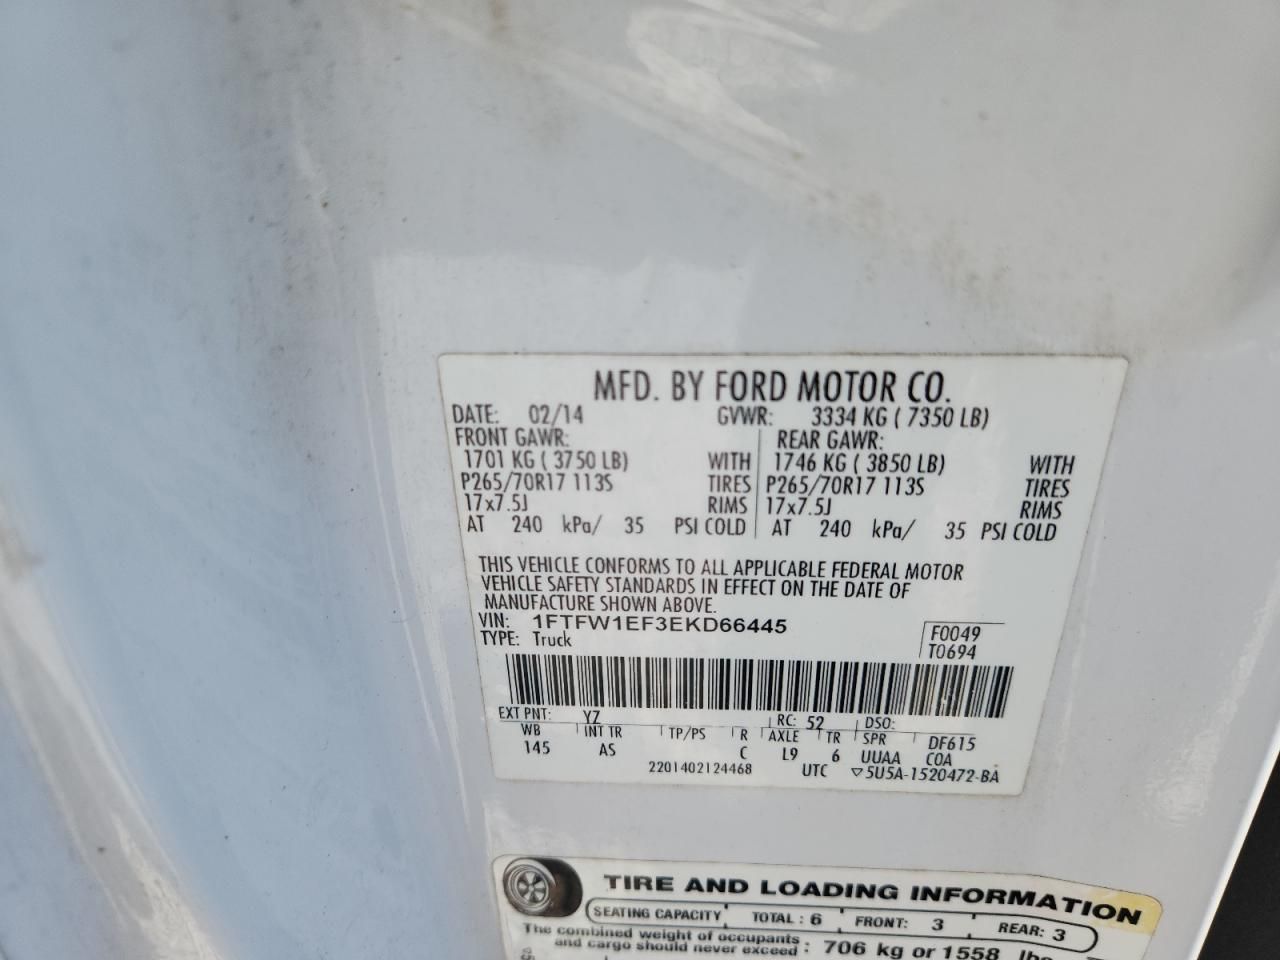 MFD. BY FORD MOTOR CO.
DATE: 02/14 GVWR: 3334 KG ( 7350 LB)
FRONT GAWR: REAR GAWR:
1701 KG ( 3750 LB) WITH 1746 KG ( 3850 LB) WITH
P265/70R17 113S TIRES P265/70R17 113S TIRES
17x7.5J RIMS 17x7.5J RIMS
AT 240 kPa/ 35 PSI COLD AT 240 kPa/ 35 PSI COLD
THIS VEHICLE CONFORMS TO ALL APPLICABLE FEDERAL MOTOR
VEHICLE SAFETY STANDARDS IN EFFECT ON THE DATE OF
MANUFACTURE SHOWN ABOVE.
VIN: 1FTFW1EF3EKD66445 F0049
TYPE: Truck T0694
EXT PNT: YZ RC: 52 DSO:
WB INT TR TP/PS R AXLE TR SPR DF615
145 AS C L9 6 UUAA COA
2201402124468 UTC ▽5U5A-1520472-BA
TIRE AND LOADING INFORMATION
SEATING CAPACITY TOTAL : 6 FRONT: 3 REAR: 3
The combined weight of occupants
and cargo should never exceed : 706 kg or 1558 lbs